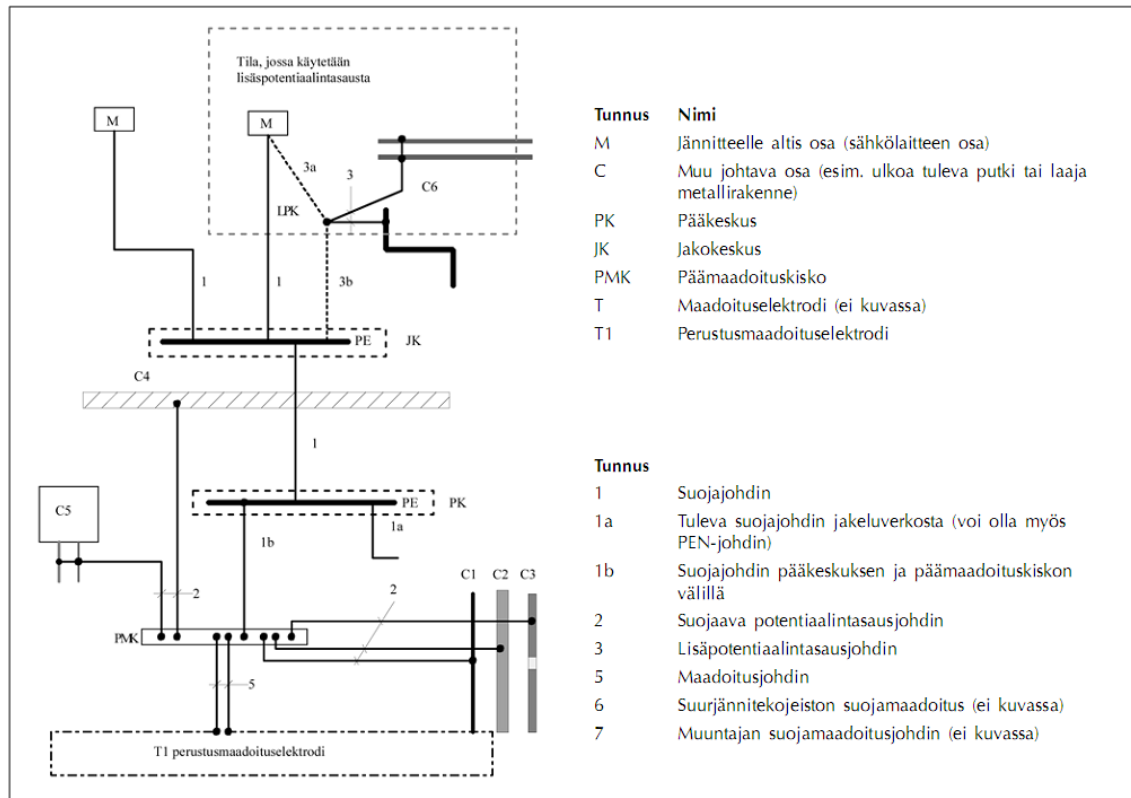 Tila, jossa käytetään
lisäspotentiaalintasausta
M
M
3a
3
C6
LPK
1
1
3b
PE
JK
C4
1
PE
PK
C5
1a
1b
C1
C2
C3
2
2
PMK
5
T1 perustusmaadoituselektrodi
Tunnus Nimi
M Jännitteelle altis osa (sähkölaitteen osa)
C Muu johtava osa (esim. ulkoa tuleva putki tai laaja
metallirakenne)
PK Pääkeskus
JK Jakokeskus
PMK Päämaadoituskisko
T Maadoituselektrodi (ei kuvassa)
T1 Perustusmaadoituselektrodi
Tunnus
1 Suojajohdin
1a Tuleva suojajohdin jakeluverkosta (voi olla myös
PEN-johdin)
1b Suojajohdin pääkeskuksen ja päämaadoituskiskon
välillä
2 Suojaava potentiaalintasausjohdin
3 Lisäpotentiaalintasausjohdin
5 Maadoitusjohdin
6 Suurjännitekojeiston suojamaadoitus (ei kuvassa)
7 Muuntajan suojamaadoitusjohdin (ei kuvassa)